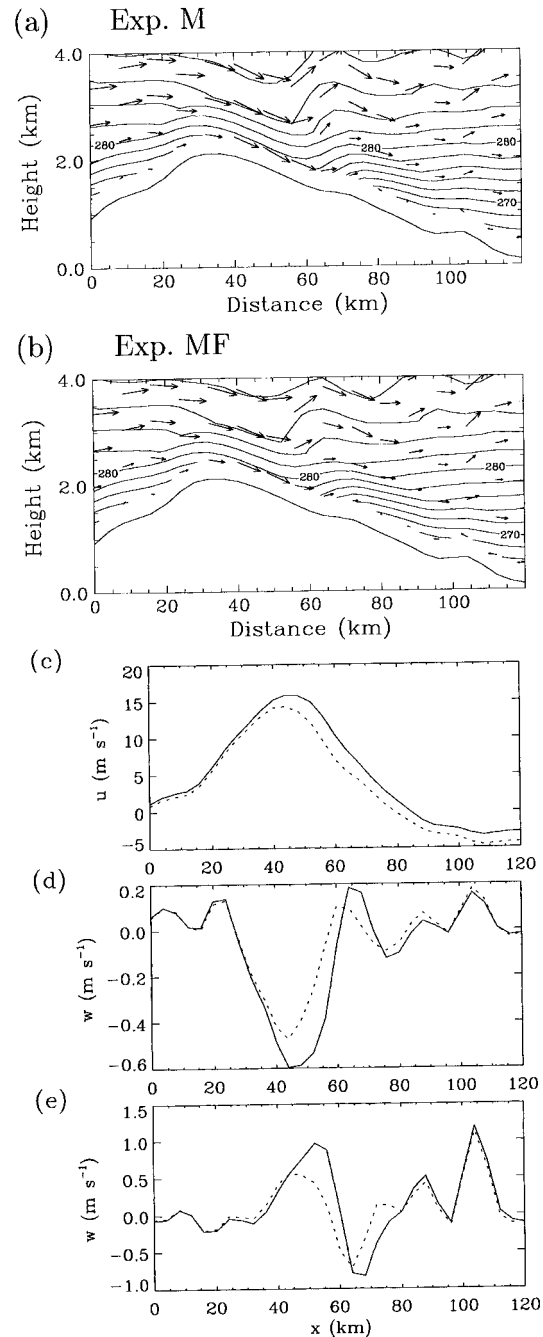 (a) Exp. M
4.0
Height (km)
280
280
280
2.0
270
0.0
0 20 40 60 80 100
Distance (km)
(b) Exp. MF
4.0
Height (km)
280
280
2.0
270
0.0
0 20 40 60 80 100
Distance (km)
(c)
20
15
10
5
0
-5
u (m s⁻¹)
0 20 40 60 80 100 120
(d)
0.2
0.0
-0.2
-0.4
-0.6
w (m s⁻¹)
0 20 40 60 80 100 120
(e)
1.5
1.0
0.5
0.0
-0.5
-1.0
w (m s⁻¹)
0 20 40 60 80 100 120
x (km)